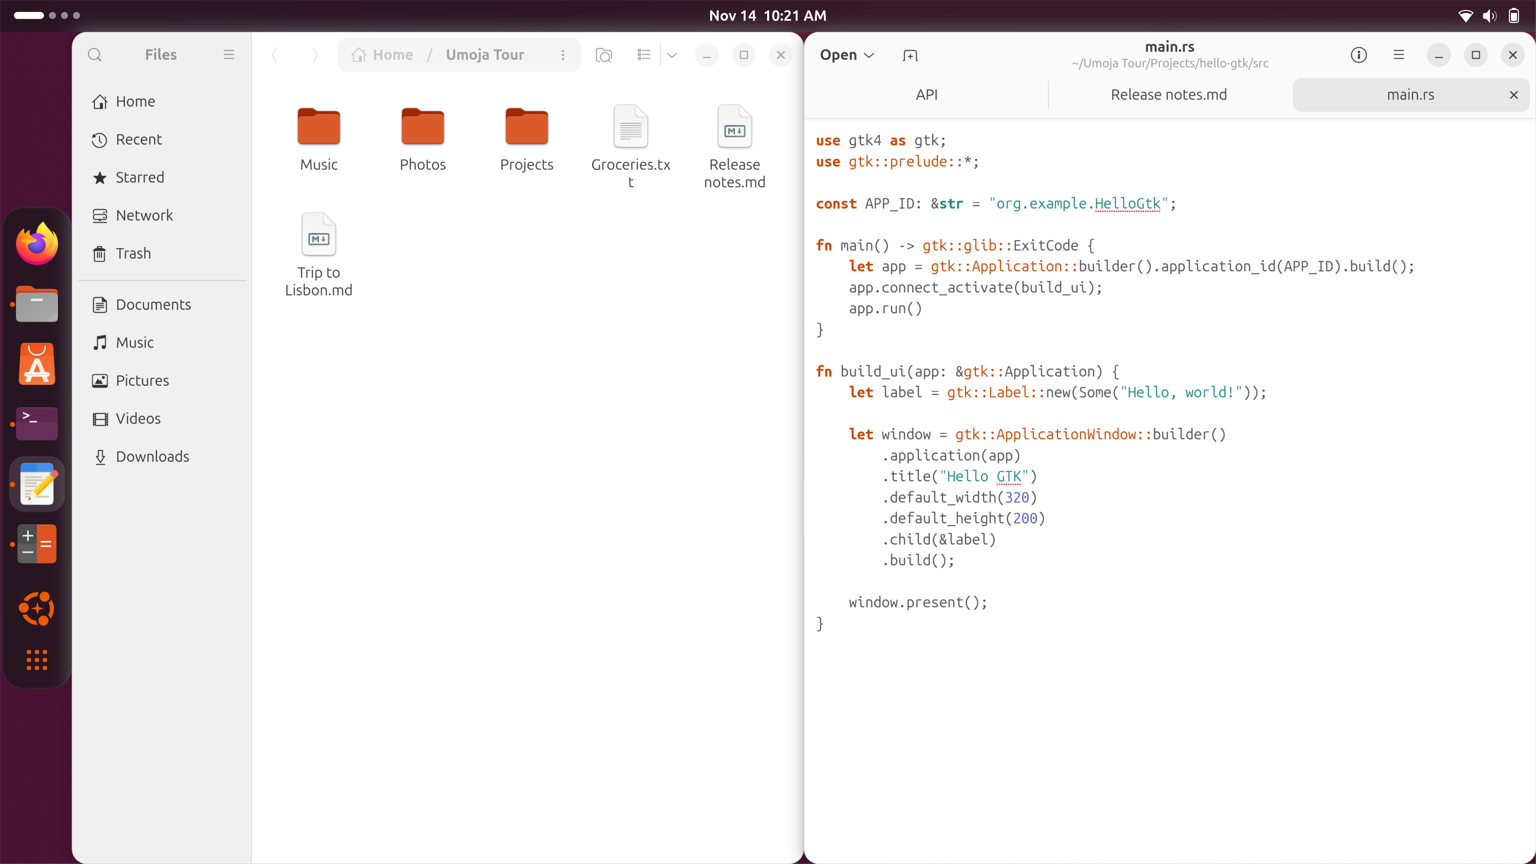 Nov 14  10:21 AM
Files
Home / Umoja Tour
Home
Recent
Starred
Network
Trash
Documents
Music
Pictures
Videos
Downloads
Music
Photos
Projects
Groceries.tx
t
Release
notes.md
Trip to
Lisbon.md
Open
main.rs
~/Umoja Tour/Projects/hello-gtk/src
API
Release notes.md
main.rs
use gtk4 as gtk;
use gtk::prelude::*;
const APP_ID: &str = "org.example.HelloGtk";
fn main() -> gtk::glib::ExitCode {
    let app = gtk::Application::builder().application_id(APP_ID).build();
    app.connect_activate(build_ui);
    app.run()
}
fn build_ui(app: &gtk::Application) {
    let label = gtk::Label::new(Some("Hello, world!"));
    let window = gtk::ApplicationWindow::builder()
        .application(app)
        .title("Hello GTK")
        .default_width(320)
        .default_height(200)
        .child(&label)
        .build();
    window.present();
}